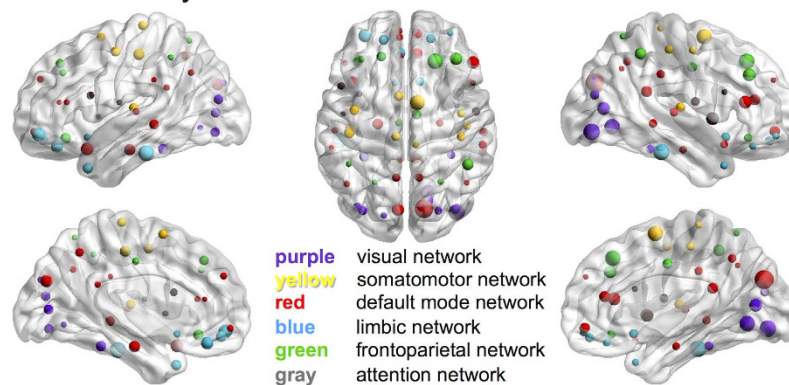 purple visual network
yellow somatomotor network
red default mode network
blue limbic network
green frontoparietal network
gray attention network